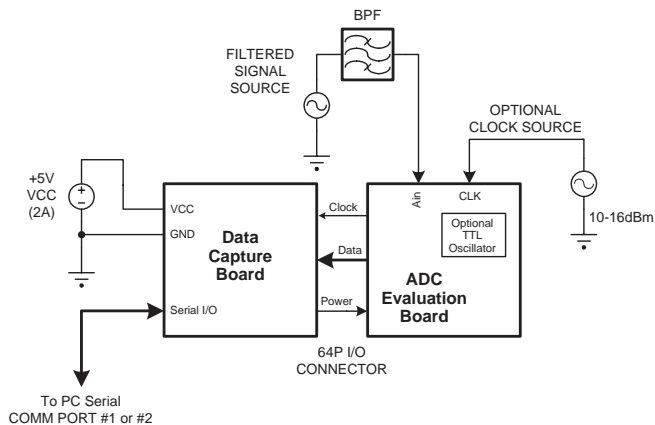 BPF
FILTERED
SIGNAL
SOURCE
OPTIONAL
CLOCK SOURCE
+5V
VCC
(2A)
VCC
GND
Data
Capture
Board
Serial I/O
Clock
Data
Power
Ain
CLK
Optional
TTL
Oscillator
ADC
Evaluation
Board
10-16dBm
64P I/O
CONNECTOR
To PC Serial
COMM PORT #1 or #2